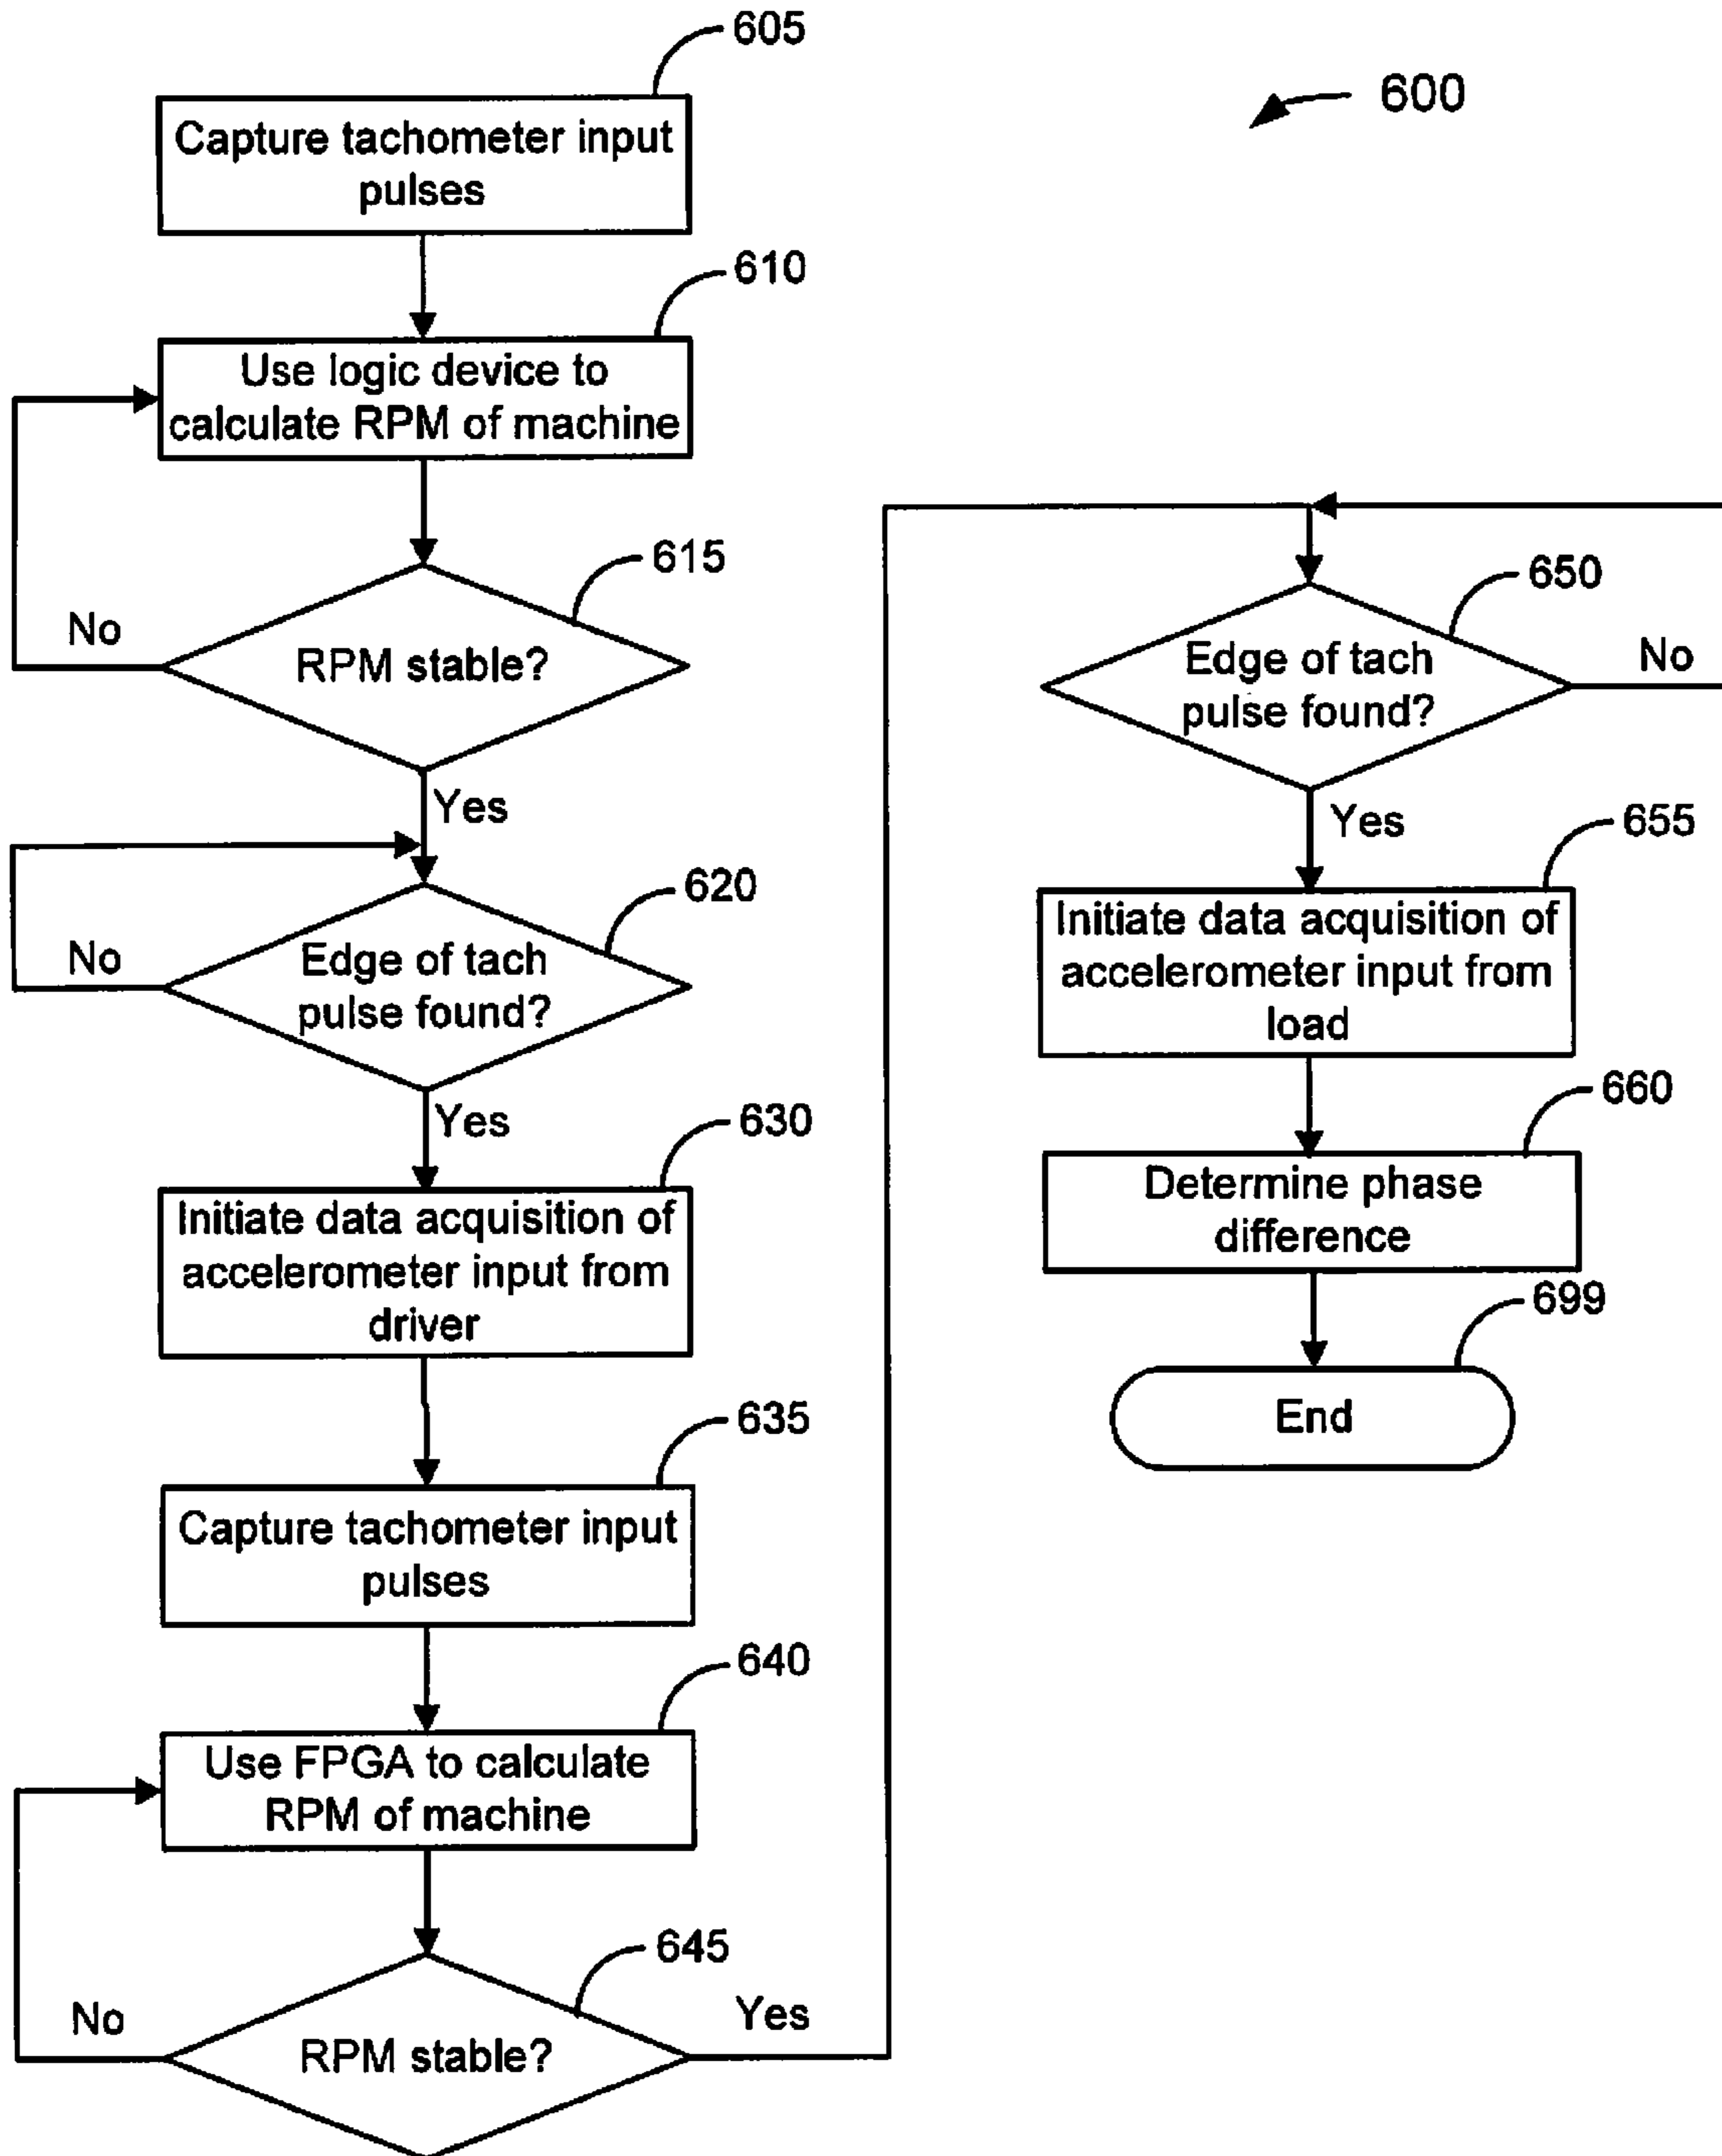 605
600
Capture tachometer input
pulses
610
Use logic device to
calculate RPM of machine
615
No
RPM stable?
Yes
620
No
Edge of tach
pulse found?
Yes
630
Initiate data acquisition of
accelerometer input from
driver
635
Capture tachometer input
pulses
640
Use FPGA to calculate
RPM of machine
645
No
Yes
RPM stable?
650
Edge of tach
pulse found?
No
Yes
655
Initiate data acquisition of
accelerometer input from
load
660
Determine phase
difference
699
End